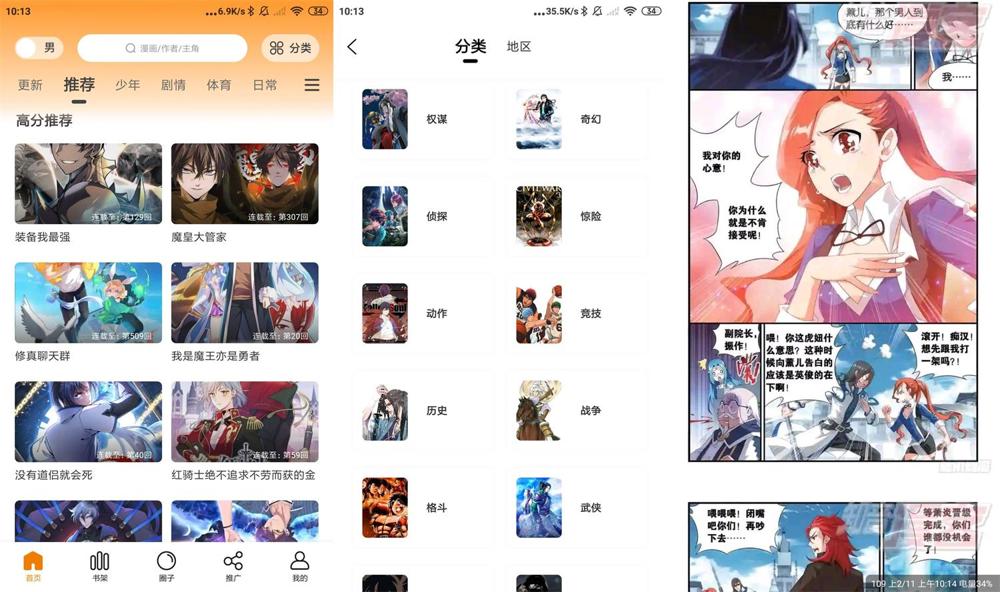 10:13
...6.9K/s
34
男
漫画/作者/主角
分类
更新
推荐
少年
剧情
体育
日常
高分推荐
连载至:第129回
连载至:第307回
装备我最强
魔皇大管家
连载至:第509回
连载至:第20回
修真聊天群
我是魔王亦是勇者
连载至:第40回
连载至:第59回
没有道侣就会死
红骑士绝不追求不劳而获的金
首页
书架
圈子
推广
我的
10:13
...35.5K/s
34
分类
地区
权谋
奇幻
侦探
惊险
动作
竞技
历史
战争
格斗
武侠
薰儿，那个男人到
底有什么好……
我……
我对你的
心意！
你为什么
就是不肯
接受呢！
副院长，
振作！
喂！你这虎妞什
么意思？这种时
候向薰儿告白的
应该是英俊的在
下啊！
滚开！痴汉！
想先跟我打
一架吗?！
喂喂喂！闭嘴
吧你们！再吵
下去……
等萧炎晋级
完成，你们
谁都没机会
了！
109 上2/11 上午10:14 电量34%